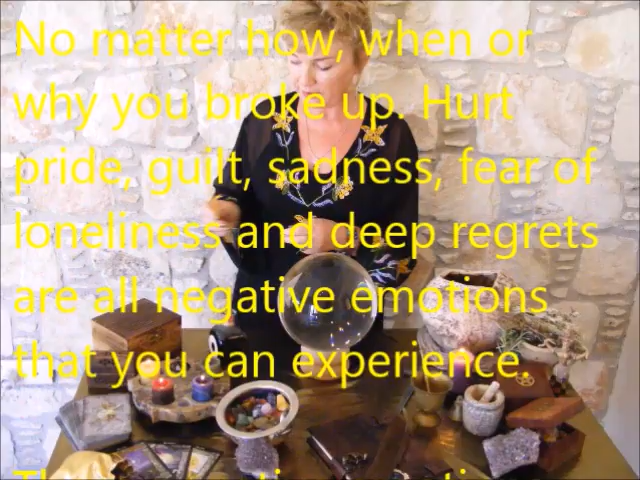 No matter how, when or
why you broke up. Hurt
pride, guilt, sadness, fear of
loneliness and deep regrets
are all negative emotions
that you can experience.